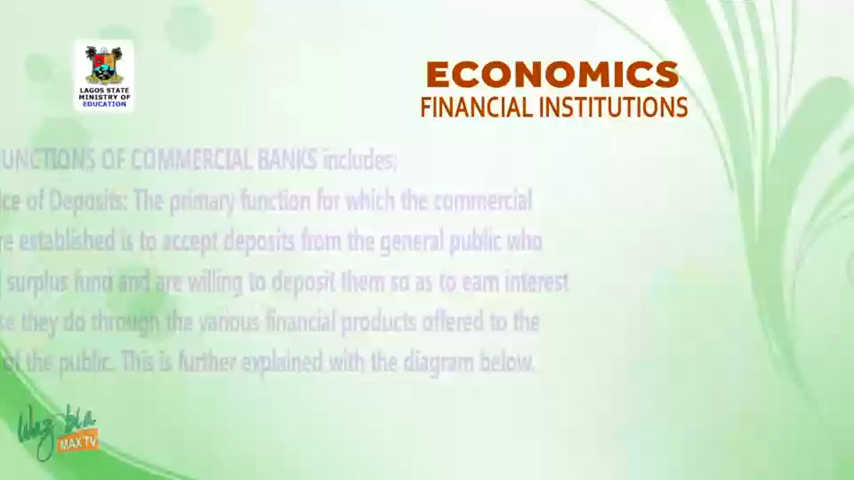 LAGOS STATE
MINISTRY OF
EDUCATION
ECONOMICS
FINANCIAL INSTITUTIONS
UNCTIONS OF COMMERCIAL BANKS includes:
ce of Deposits: The primary function for which the commercial
re established is to accept deposits from the general public who
surplus fund and are willing to deposit them so as to earn interest
se they do through the various financial products offered to the
of the public. This is further explained with the diagram below.
Wazobia
MAX TV